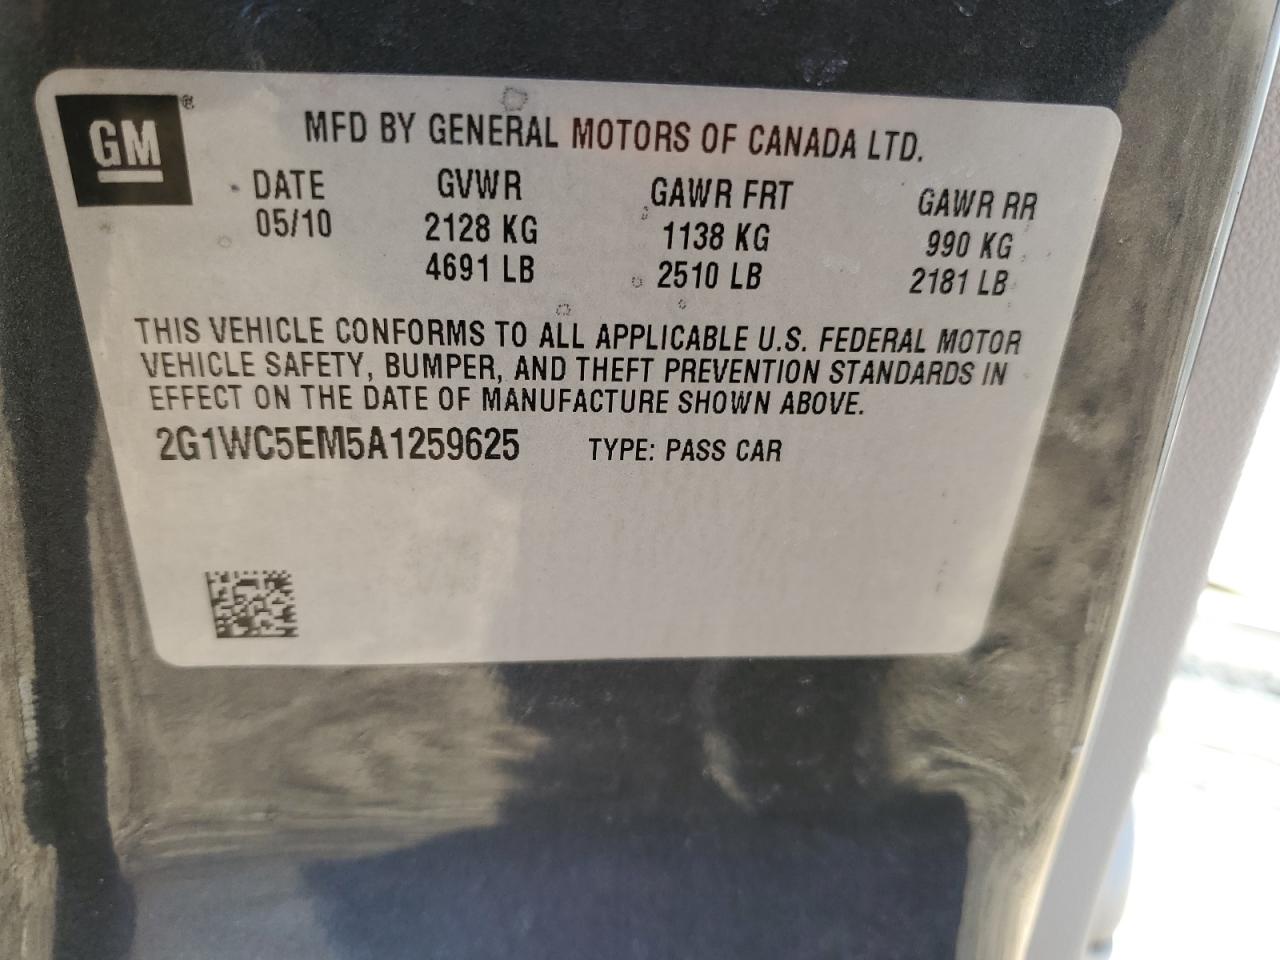 GM®
MFD BY GENERAL MOTORS OF CANADA LTD.
DATE GVWR GAWR FRT GAWR RR
05/10 2128 KG 1138 KG 990 KG
4691 LB 2510 LB 2181 LB
THIS VEHICLE CONFORMS TO ALL APPLICABLE U.S. FEDERAL MOTOR
VEHICLE SAFETY, BUMPER, AND THEFT PREVENTION STANDARDS IN
EFFECT ON THE DATE OF MANUFACTURE SHOWN ABOVE.
2G1WC5EM5A1259625 TYPE: PASS CAR